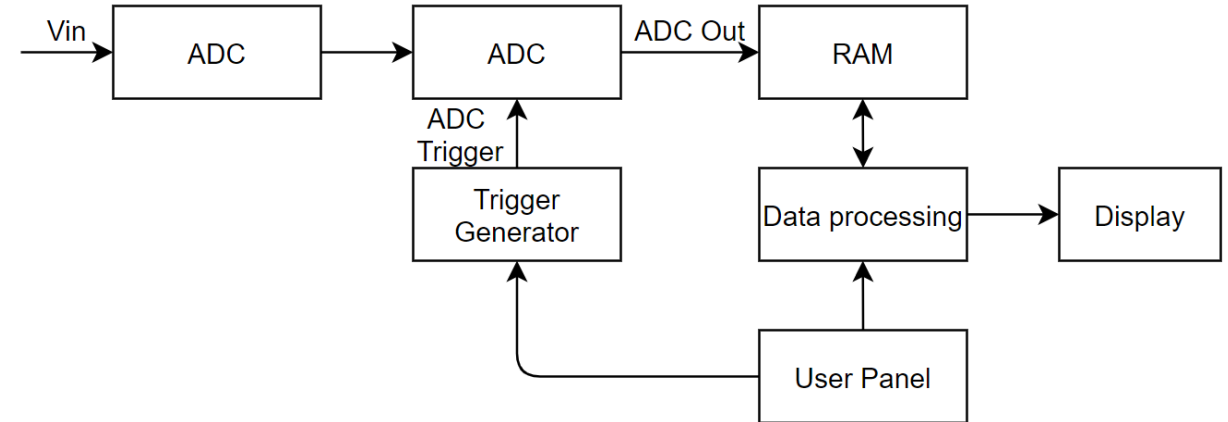 Vin
ADC
ADC
ADC Out
RAM
ADC
Trigger
Trigger
Generator
Data processing
Display
User Panel